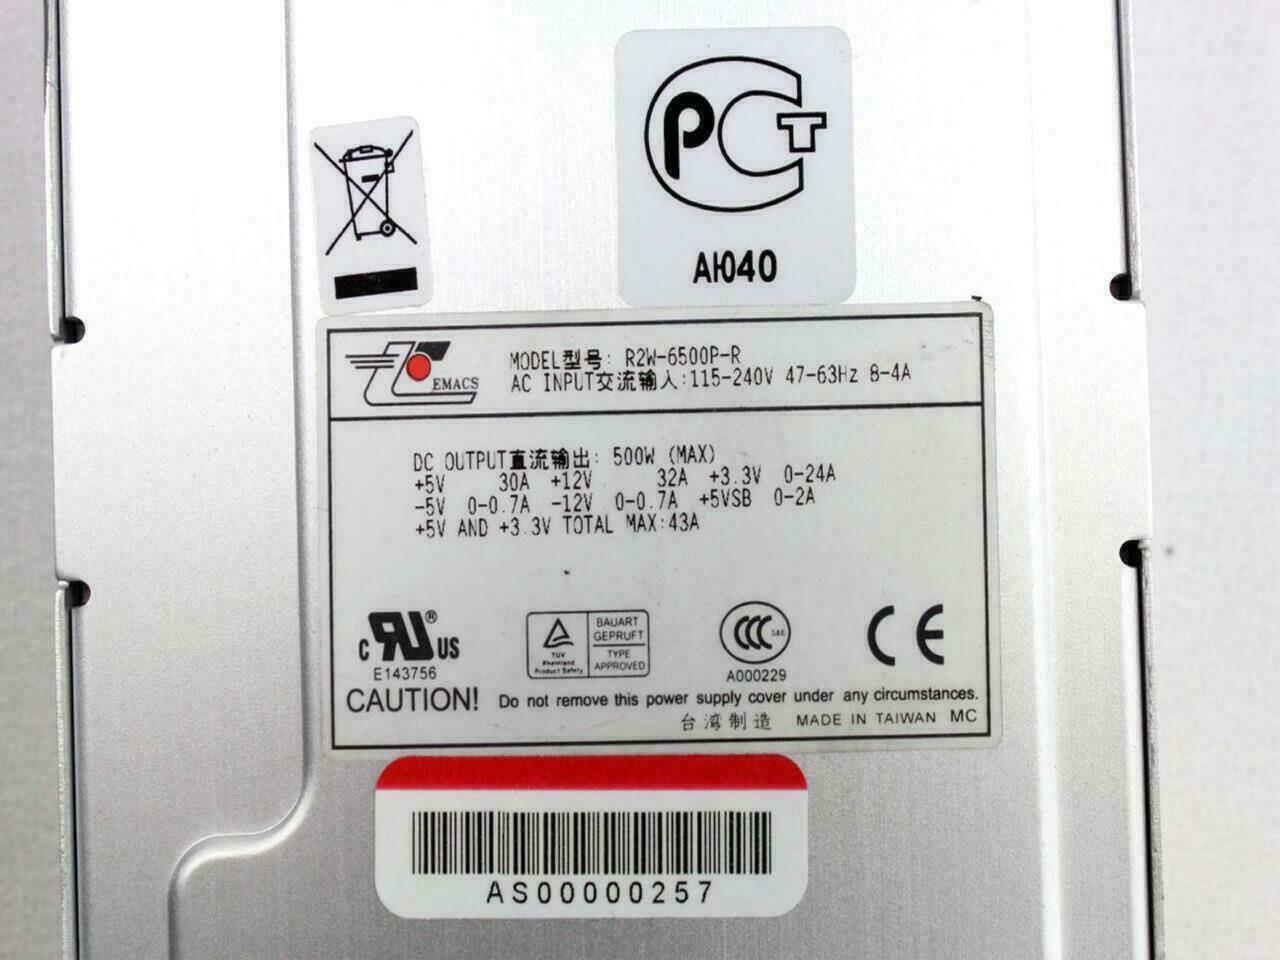 PCT
АЮ40
EMACS
MODEL型号: R2W-6500P-R
AC INPUT交流输入:115-240V 47-63Hz 8-4A
DC OUTPUT直流输出: 500W (MAX)
+5V 30A +12V 32A +3.3V 0-24A
-5V 0-0.7A -12V 0-0.7A +5VSB 0-2A
+5V AND +3.3V TOTAL MAX:43A
c RU® US
E143756
TUV
Rheinland
Product Safety
BAUART
GEPRUFT
TYPE
APPROVED
CCC S&E
A000229
CE
CAUTION! Do not remove this power supply cover under any circumstances.
台湾制造 MADE IN TAIWAN MC
AS00000257